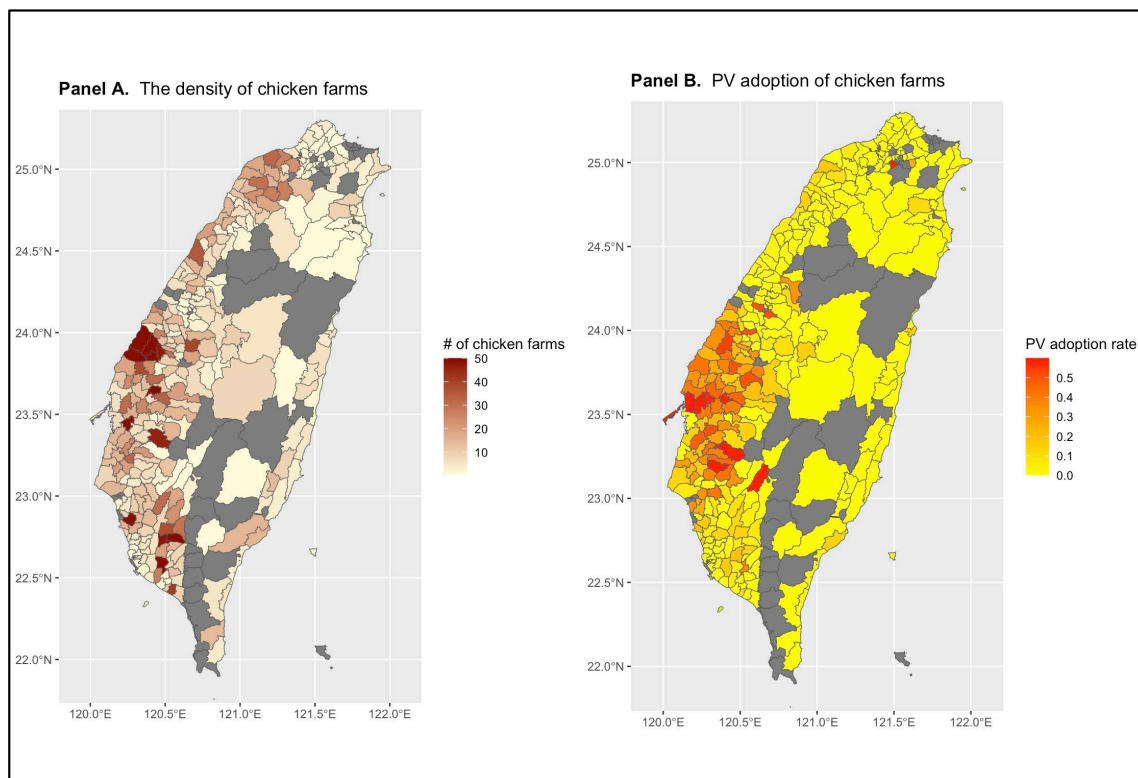 Panel A. The density of chicken farms
25.0°N
24.5°N
24.0°N
23.5°N
23.0°N
22.5°N
22.0°N
120.0°E 120.5°E 121.0°E 121.5°E 122.0°E
# of chicken farms
50
40
30
20
10
Panel B. PV adoption of chicken farms
25.0°N
24.5°N
24.0°N
23.5°N
23.0°N
22.5°N
22.0°N
120.0°E 120.5°E 121.0°E 121.5°E 122.0°E
PV adoption rate
0.5
0.4
0.3
0.2
0.1
0.0